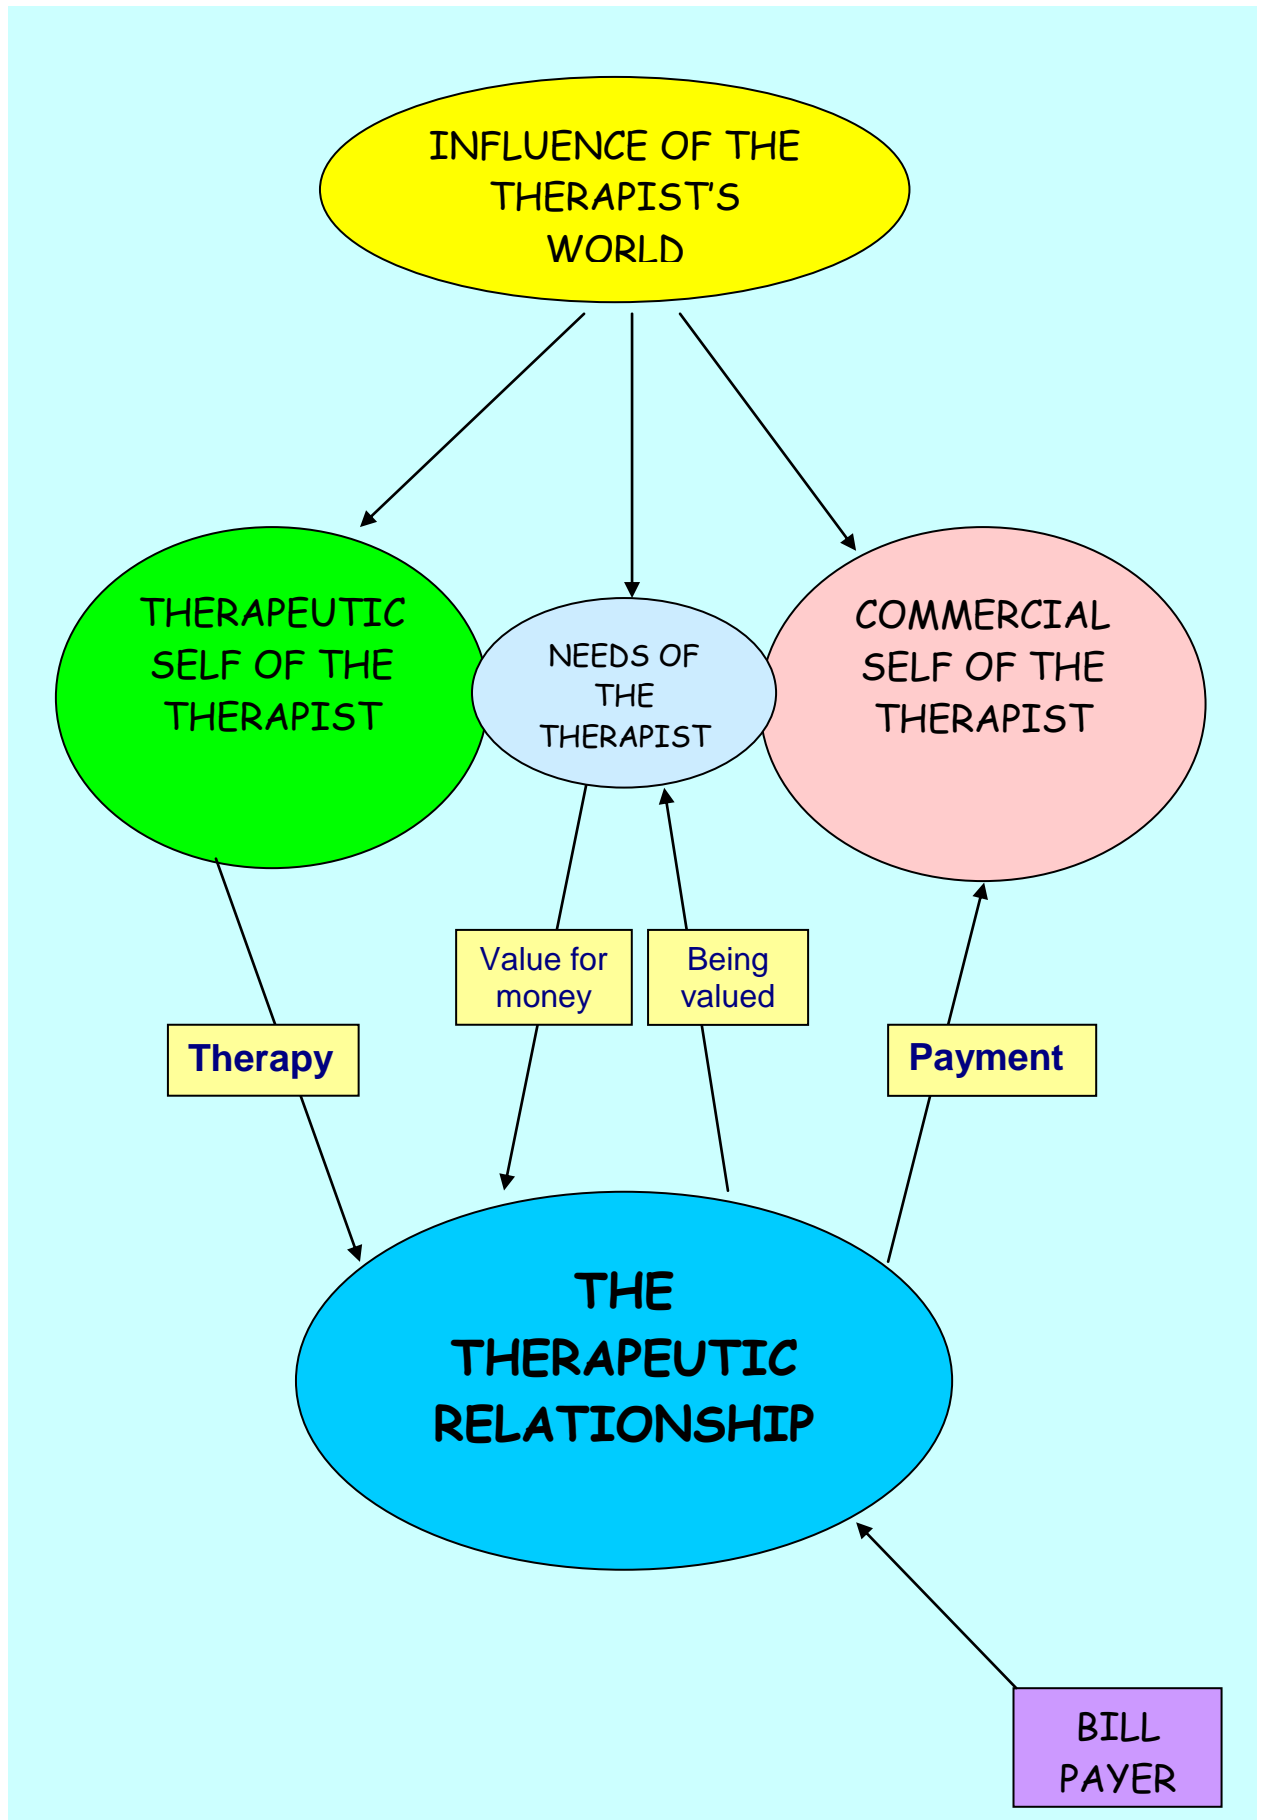 INFLUENCE OF THE
THERAPIST'S
WORLD
THERAPEUTIC
SELF OF THE
THERAPIST
NEEDS OF
THE
THERAPIST
COMMERCIAL
SELF OF THE
THERAPIST
Value for
money
Being
valued
Therapy
Payment
THE
THERAPEUTIC
RELATIONSHIP
BILL
PAYER